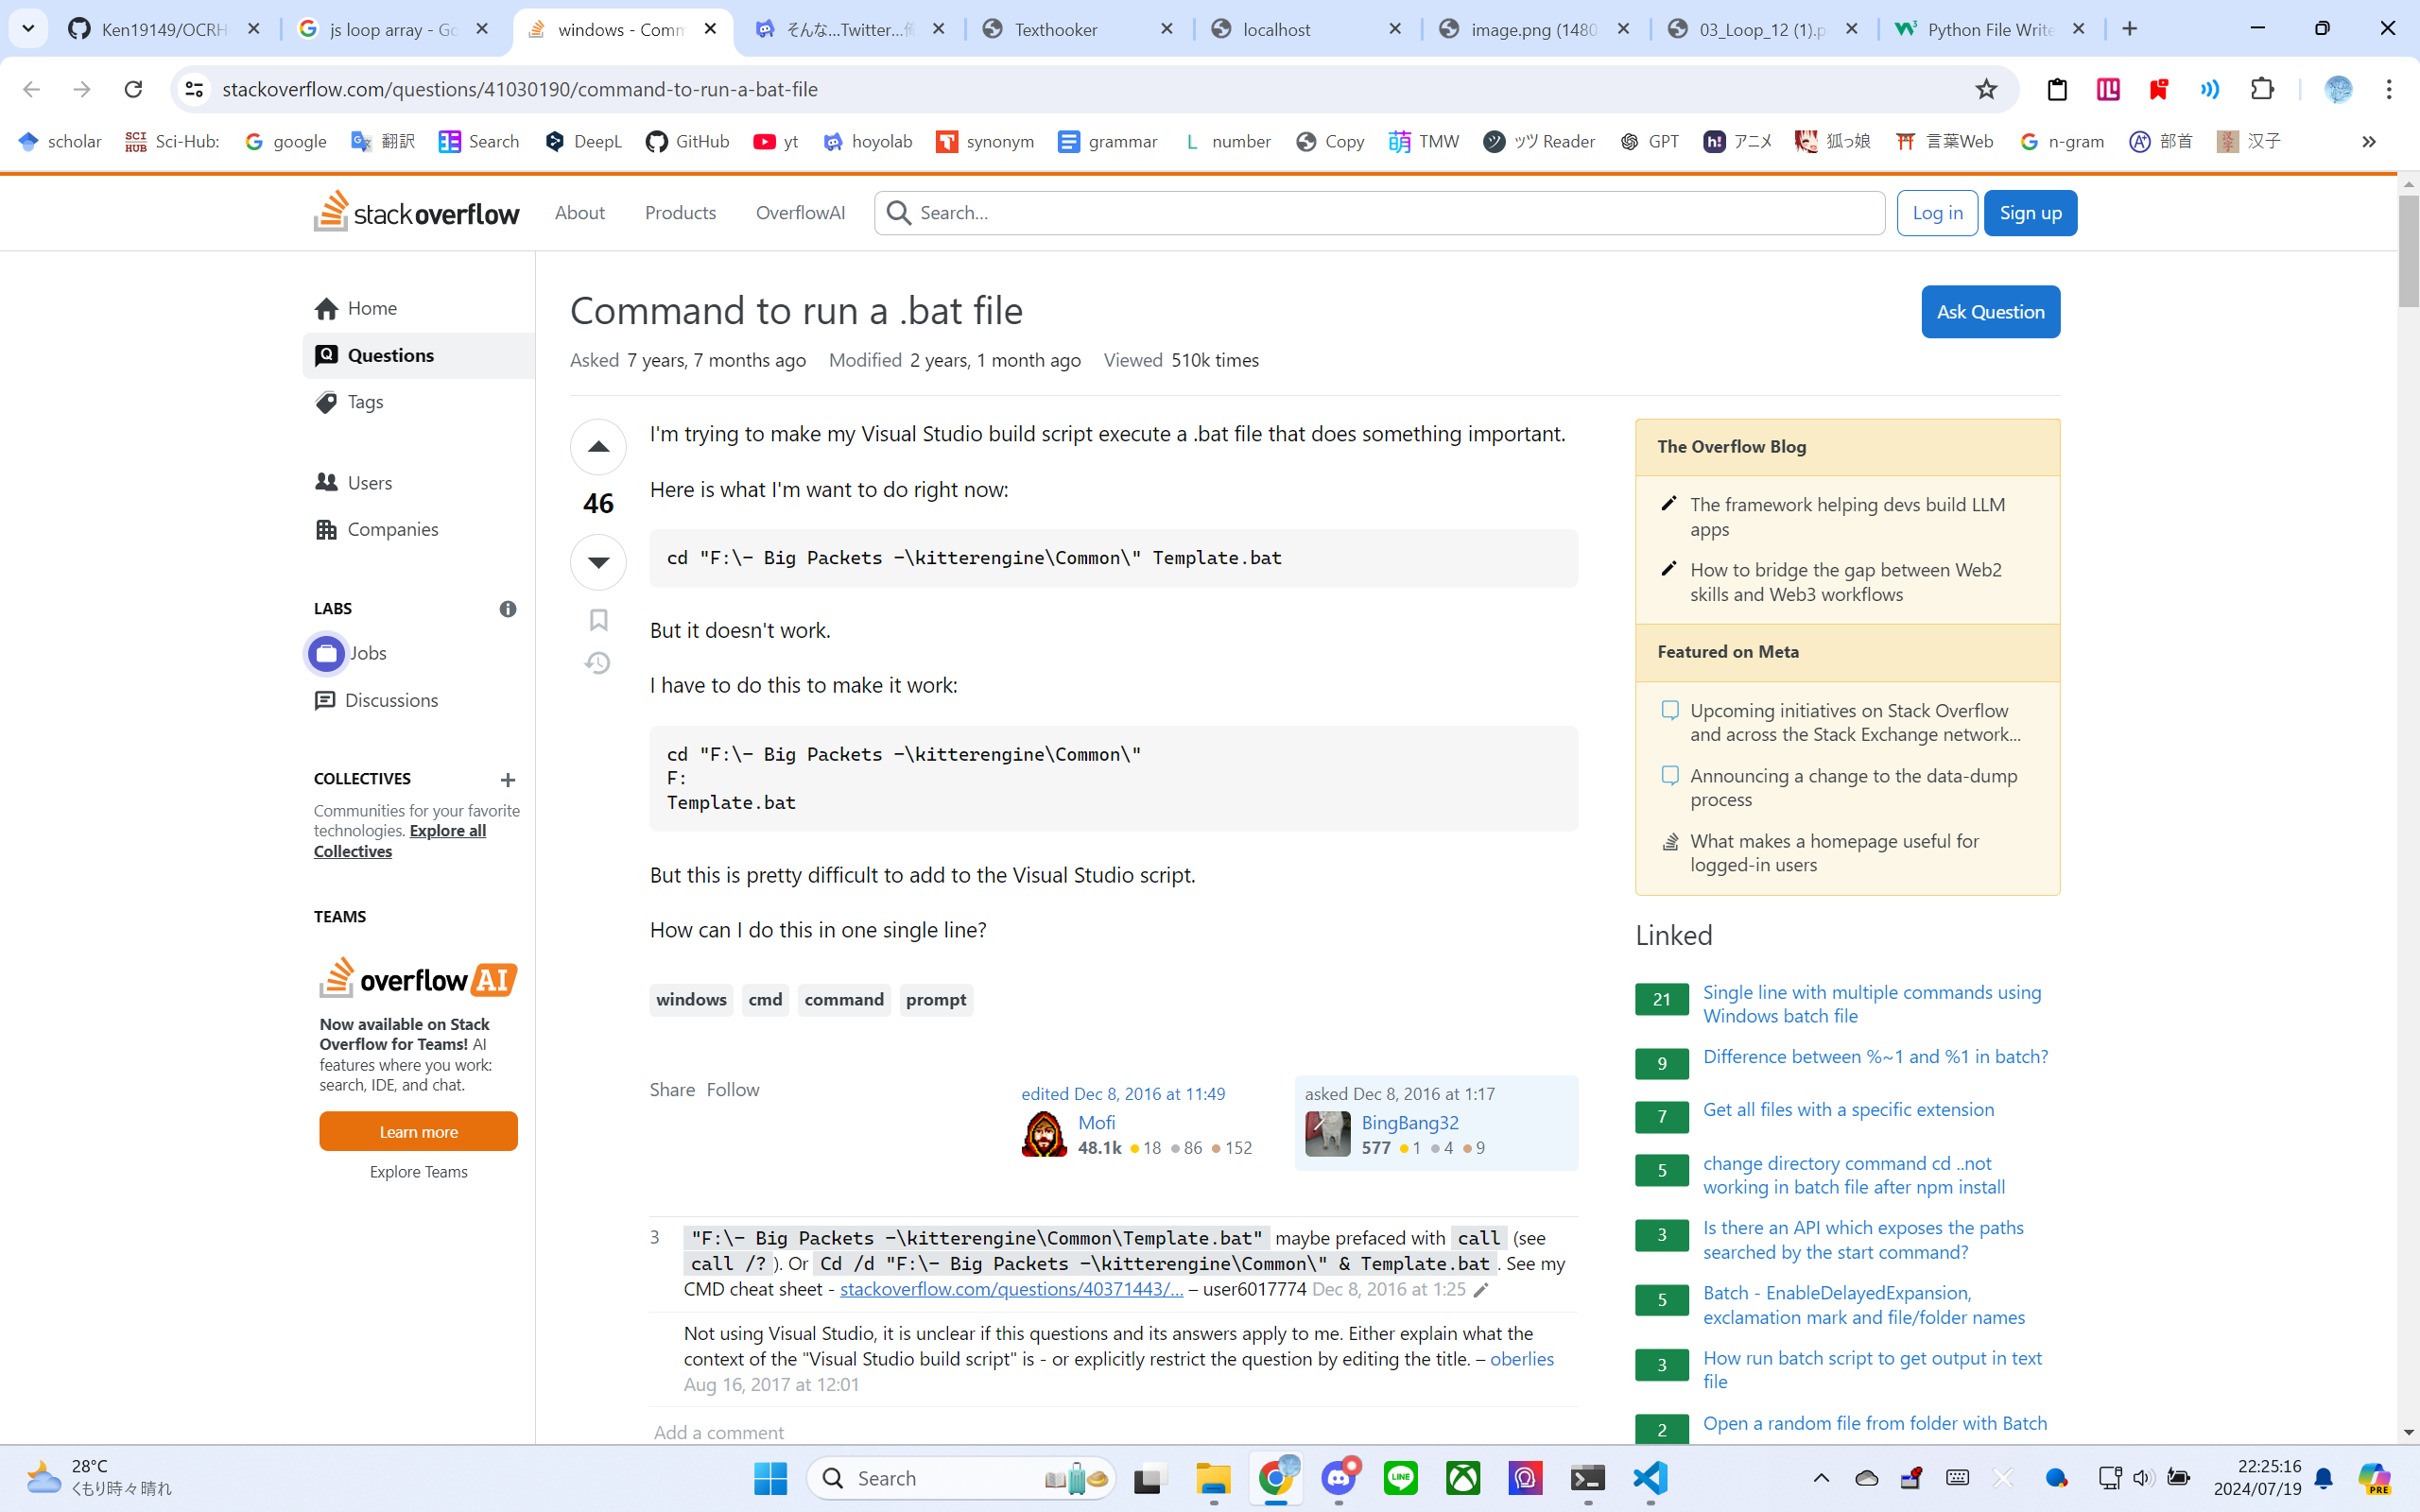 Ken19149/OCRH
js loop array - Go
windows - Comm
そんな...Twitter...作
Texthooker
localhost
image.png (1480
03_Loop_12 (1).p
Python File Write
stackoverflow.com/questions/41030190/command-to-run-a-bat-file
scholar
SCI HUB Sci-Hub:
google
翻訳
Search
DeepL
GitHub
yt
hoyolab
synonym
grammar
number
Copy
萌 TMW
ッツ Reader
GPT
アニメ
狐っ娘
言葉Web
n-gram
部首
汉子
stackoverflow
About
Products
OverflowAI
Search...
Log in
Sign up
Home
Questions
Tags
Users
Companies
LABS
Jobs
Discussions
COLLECTIVES
Communities for your favorite
technologies. Explore all
Collectives
TEAMS
overflow AI
Now available on Stack
Overflow for Teams! AI
features where you work:
search, IDE, and chat.
Learn more
Explore Teams
Command to run a .bat file
Ask Question
Asked 7 years, 7 months ago Modified 2 years, 1 month ago Viewed 510k times
46
I'm trying to make my Visual Studio build script execute a .bat file that does something important.
Here is what I'm want to do right now:
cd "F:\- Big Packets -\kitterengine\Common\" Template.bat
But it doesn't work.
I have to do this to make it work:
cd "F:\- Big Packets -\kitterengine\Common\"
F:
Template.bat
But this is pretty difficult to add to the Visual Studio script.
How can I do this in one single line?
windows cmd command prompt
Share Follow
edited Dec 8, 2016 at 11:49
Mofi
48.1k 18 86 152
asked Dec 8, 2016 at 1:17
BingBang32
577 1 4 9
3 "F:\- Big Packets -\kitterengine\Common\Template.bat" maybe prefaced with call (see
call /? ). Or Cd /d "F:\- Big Packets -\kitterengine\Common\" & Template.bat . See my
CMD cheat sheet - stackoverflow.com/questions/40371443/... – user6017774 Dec 8, 2016 at 1:25
Not using Visual Studio, it is unclear if this questions and its answers apply to me. Either explain what the
context of the "Visual Studio build script" is - or explicitly restrict the question by editing the title. – oberlies
Aug 16, 2017 at 12:01
Add a comment
The Overflow Blog
The framework helping devs build LLM
apps
How to bridge the gap between Web2
skills and Web3 workflows
Featured on Meta
Upcoming initiatives on Stack Overflow
and across the Stack Exchange network...
Announcing a change to the data-dump
process
What makes a homepage useful for
logged-in users
Linked
21 Single line with multiple commands using
Windows batch file
9 Difference between %~1 and %1 in batch?
7 Get all files with a specific extension
5 change directory command cd ..not
working in batch file after npm install
3 Is there an API which exposes the paths
searched by the start command?
5 Batch - EnableDelayedExpansion,
exclamation mark and file/folder names
3 How run batch script to get output in text
file
2 Open a random file from folder with Batch
28°C
くもり時々晴れ
Search
LINE
22:25:16
2024/07/19
PRE